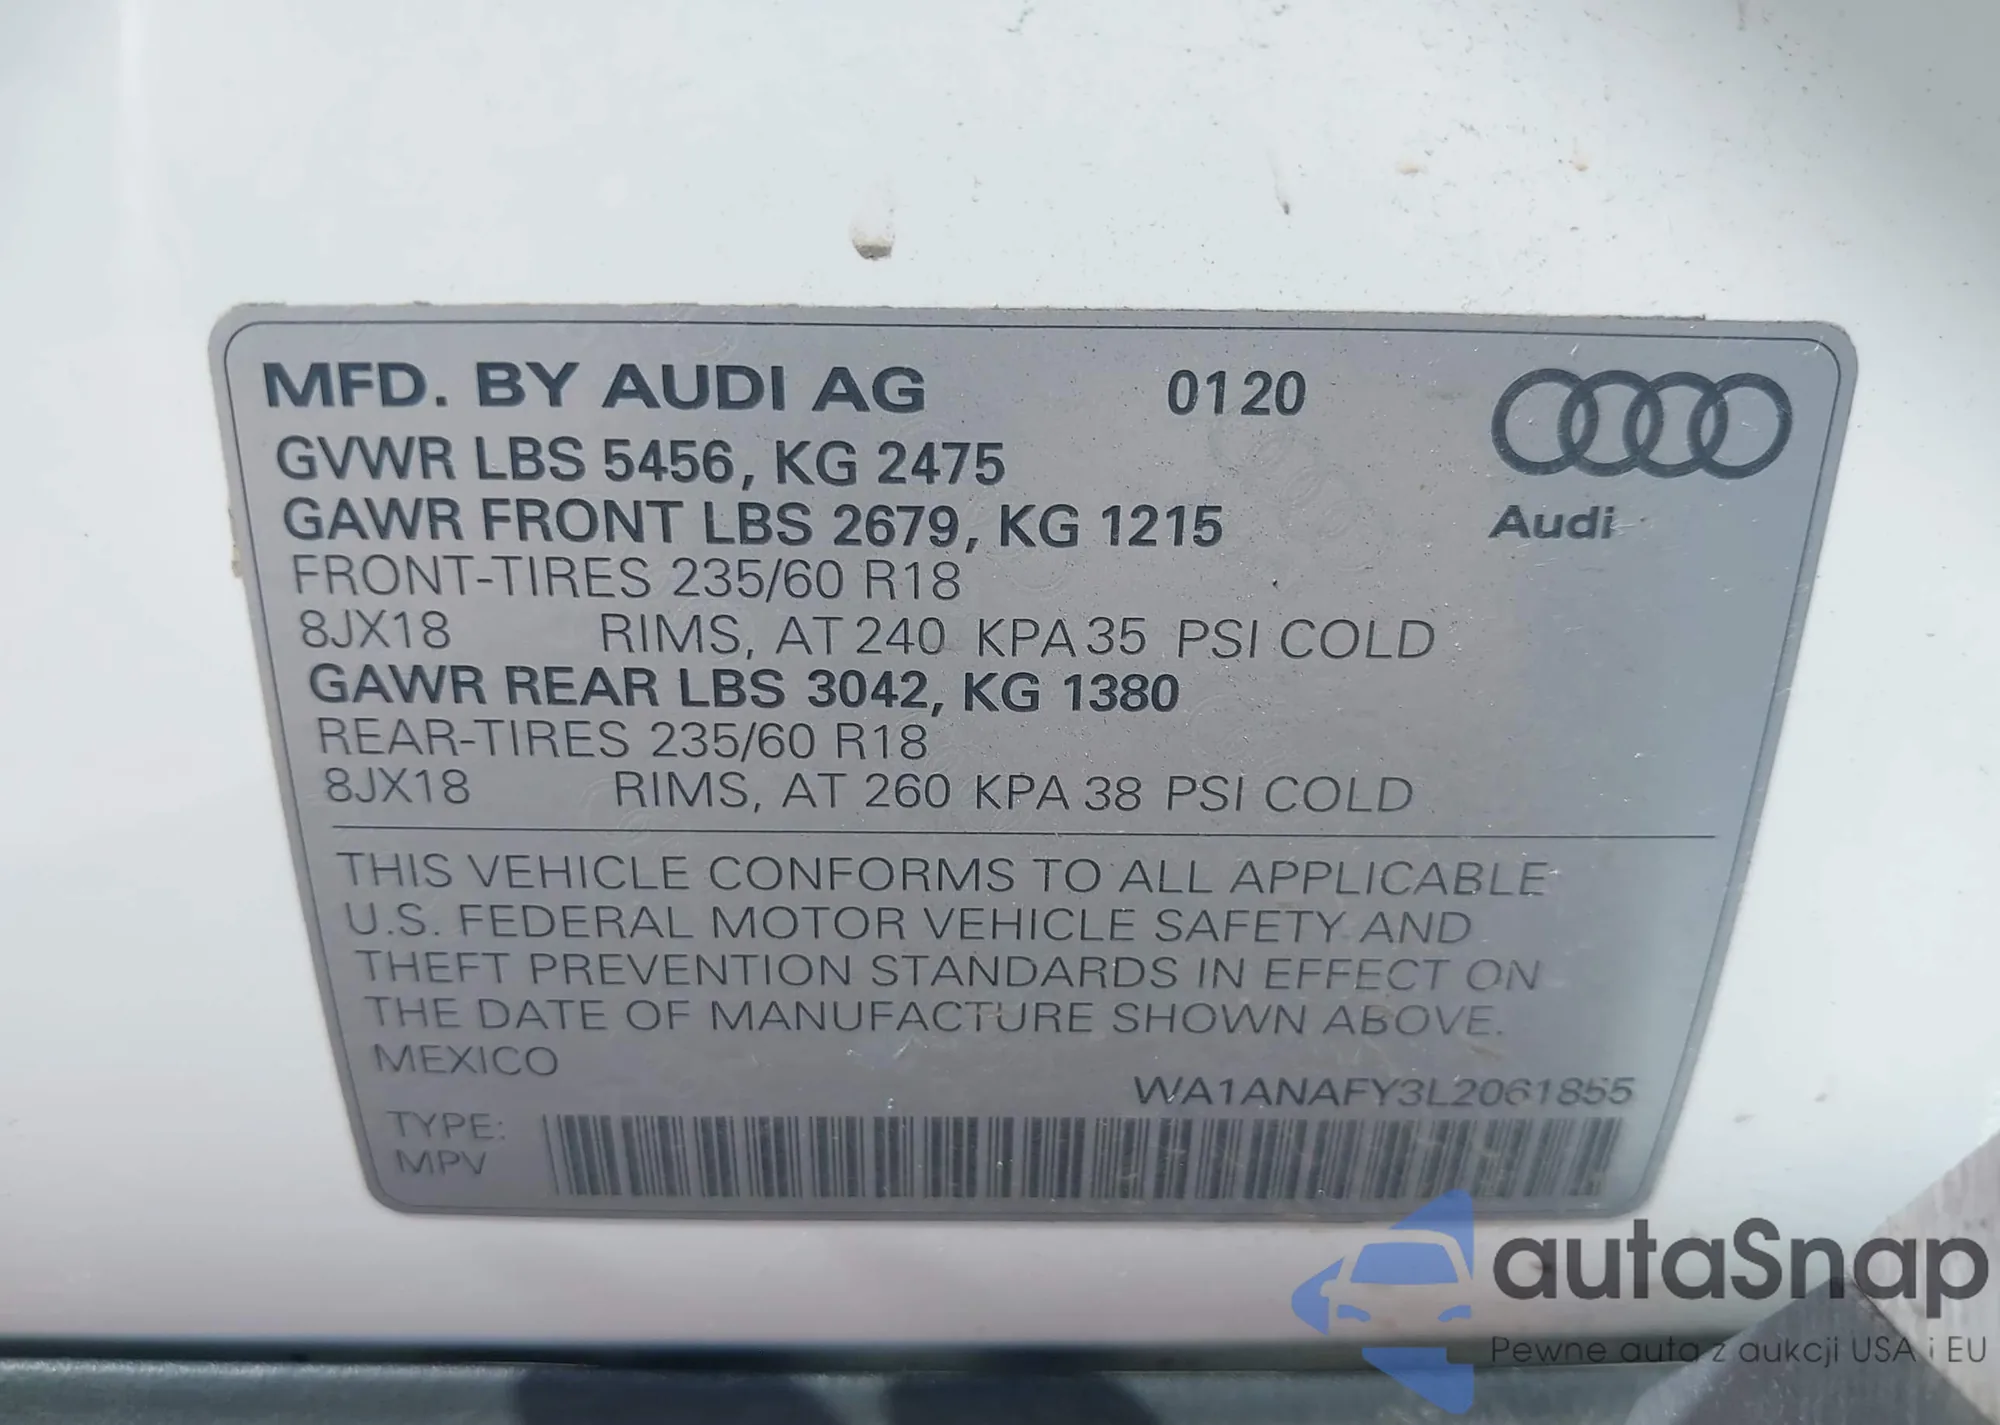 MFD. BY AUDI AG 01 20
GVWR LBS 5456, KG 2475
GAWR FRONT LBS 2679, KG 1215
Audi
FRONT-TIRES 235/60 R18
8JX18 RIMS, AT 240 KPA 35 PSI COLD
GAWR REAR LBS 3042, KG 1380
REAR-TIRES 235/60 R18
8JX18 RIMS, AT 260 KPA 38 PSI COLD
THIS VEHICLE CONFORMS TO ALL APPLICABLE
U.S. FEDERAL MOTOR VEHICLE SAFETY AND
THEFT PREVENTION STANDARDS IN EFFECT ON
THE DATE OF MANUFACTURE SHOWN ABOVE.
MEXICO
WA1ANAFY3L2061855
TYPE:
MPV
autaSnap
Pewne auta z aukcji USA i EU